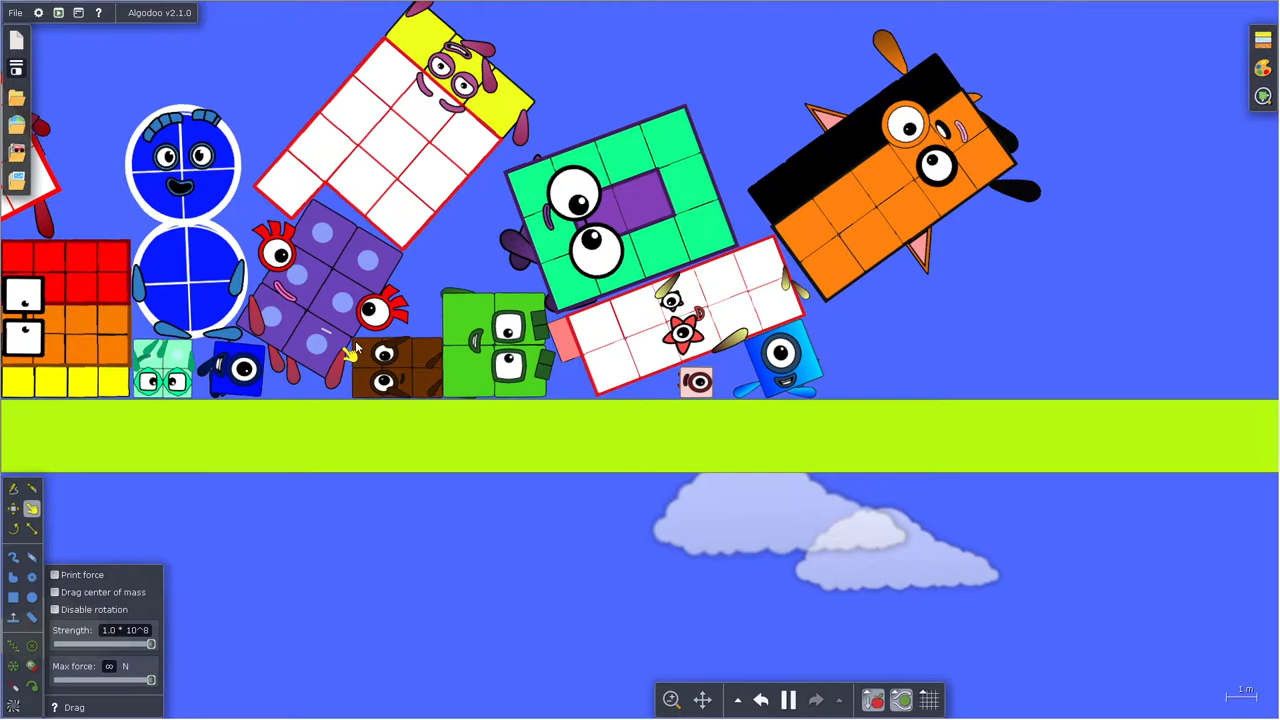 File ? Algodoo v2.1.0
Print force
Drag center of mass
Disable rotation
Strength: 1.0 * 10^8
Max force: ∞ N
? Drag
1 m